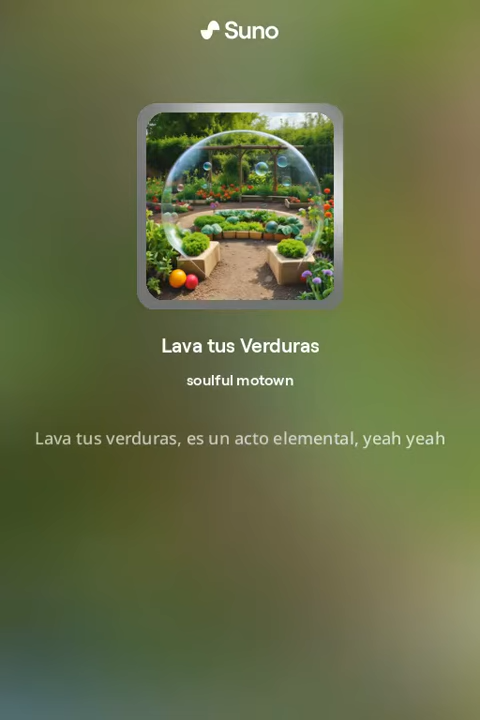 Suno
Lava tus Verduras
soulful motown
Lava tus verduras, es un acto elemental, yeah yeah